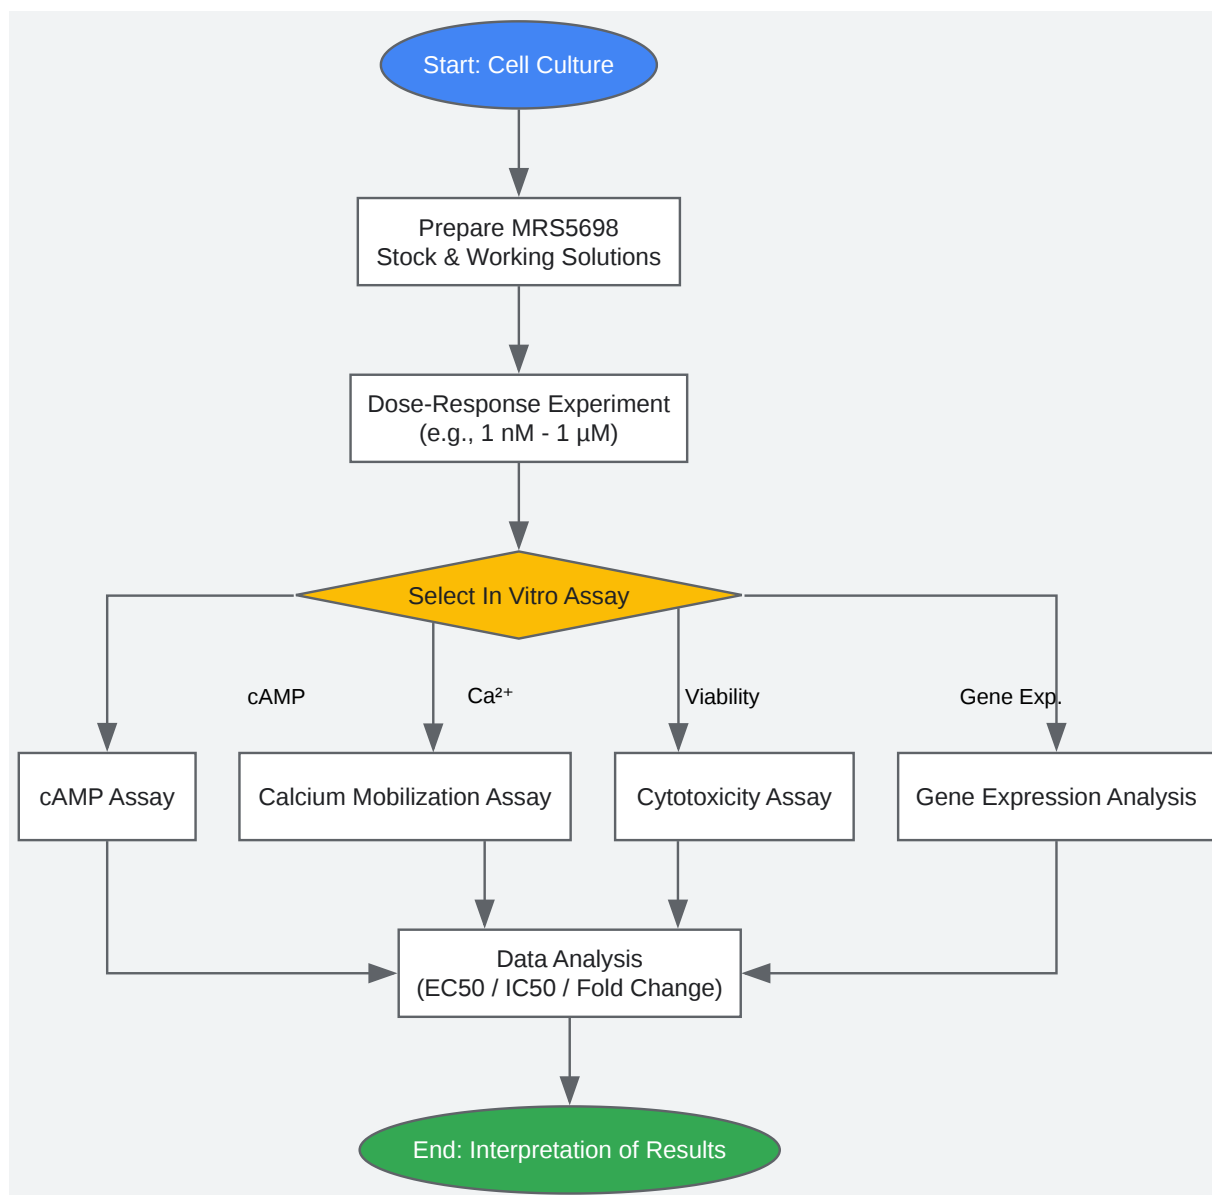 Start: Cell Culture
Prepare MRS5698
Stock & Working Solutions
Dose-Response Experiment
(e.g., 1 nM - 1 µM)
Select In Vitro Assay
cAMP
Ca²⁺
Viability
Gene Exp.
cAMP Assay
Calcium Mobilization Assay
Cytotoxicity Assay
Gene Expression Analysis
Data Analysis
(EC50 / IC50 / Fold Change)
End: Interpretation of Results